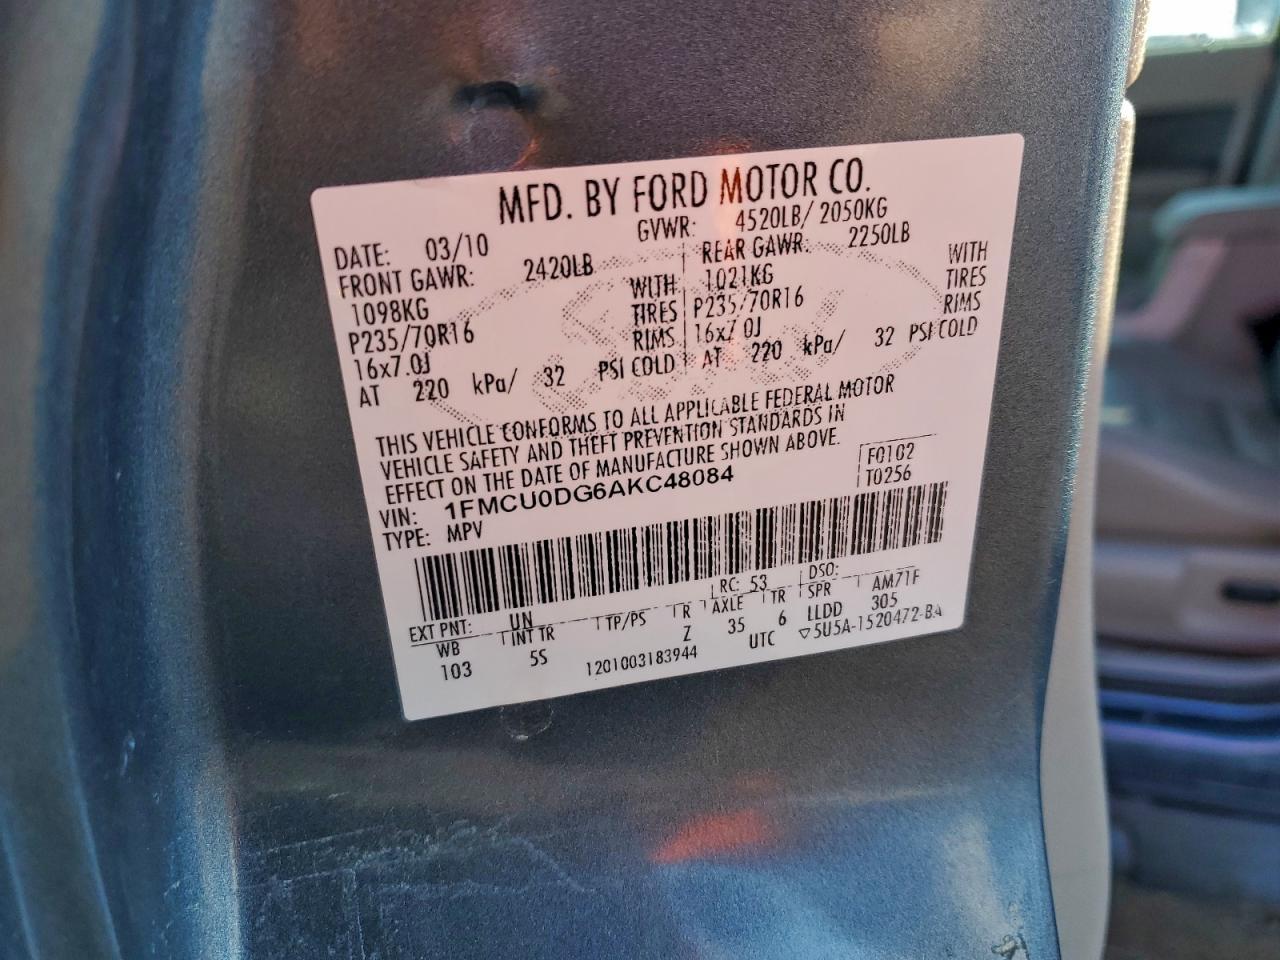 MFD. BY FORD MOTOR CO.
DATE: 03/10 GVWR: 4520LB/ 2050KG
FRONT GAWR: 2420LB REAR GAWR: 2250LB
1098KG WITH 1021KG WITH
P235/70R16 TIRES P235/70R16 TIRES
16x7.0J RIMS 16x7.0J RIMS
AT 220 kPa/ 32 PSI COLD AT 220 kPa/ 32 PSI COLD
THIS VEHICLE CONFORMS TO ALL APPLICABLE FEDERAL MOTOR
VEHICLE SAFETY AND THEFT PREVENTION STANDARDS IN
EFFECT ON THE DATE OF MANUFACTURE SHOWN ABOVE.
VIN: 1FMCU0DG6AKC48084 F0102
TYPE: MPV T0256
EXT PNT: UN RC: 53 DSO:
WB INT TR TP/PS R AXLE TR SPR AM71F
103 5S Z 35 6 LLDD 305
1201003183944 UTC ▽5U5A-1520472-BA